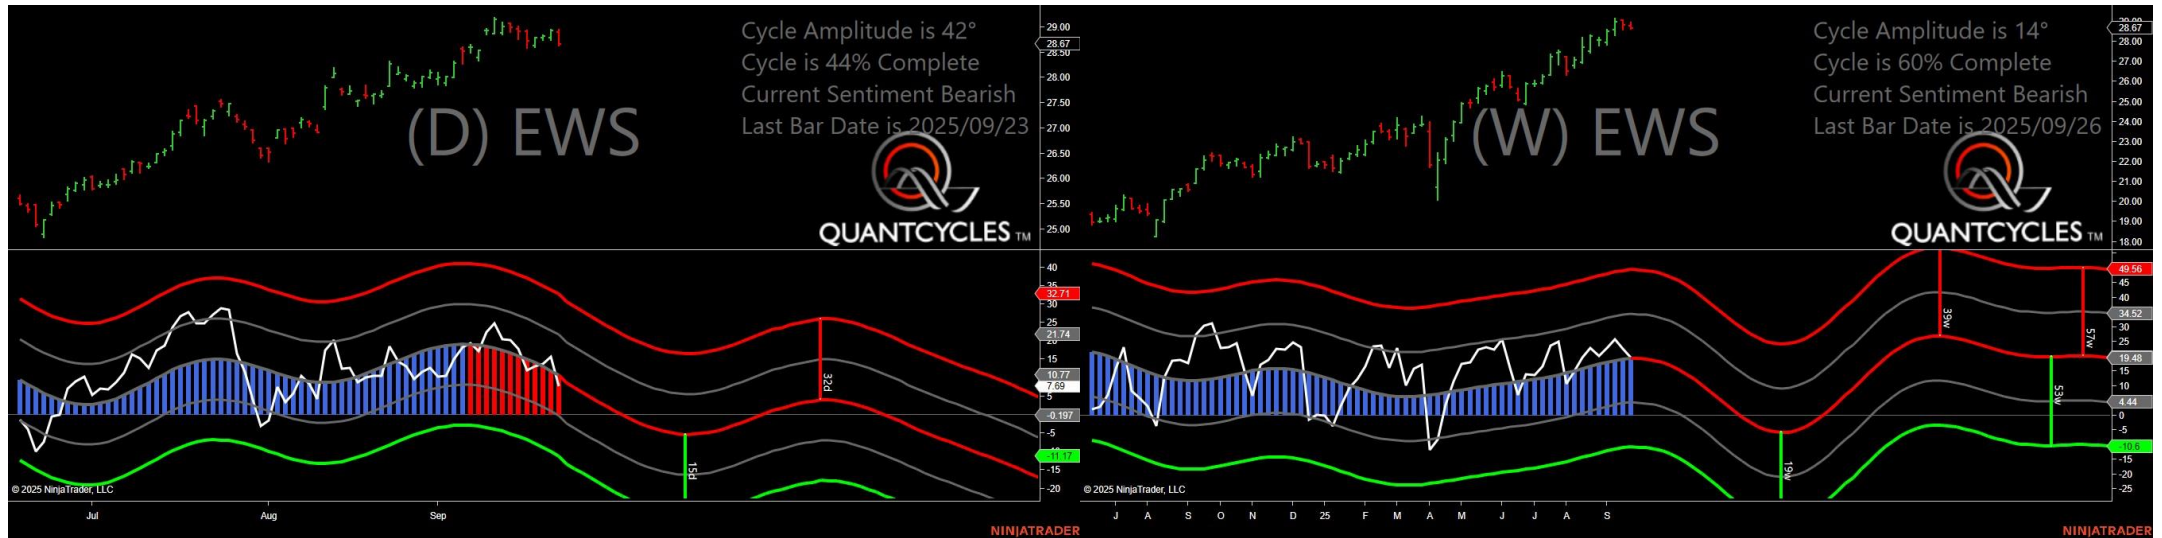 Cycle Amplitude is 42°
Cycle is 44% Complete
Current Sentiment Bearish
Last Bar Date is 2025/09/23
(D) EWS
QUANTCYCLES TM
29.00
28.67
28.50
28.00
27.50
27.00
26.50
26.00
25.50
25.00
40
35
32.71
30
25
21.74
20
15
10.77
7.69
5
-0.197
-5
-11.17
-15
-20
32d
15d
© 2025 NinjaTrader, LLC
Jul
Aug
Sep
NINJATRADER
Cycle Amplitude is 14°
Cycle is 60% Complete
Current Sentiment Bearish
Last Bar Date is 2025/09/26
(W) EWS
QUANTCYCLES TM
29.00
28.67
28.00
27.00
26.00
25.00
24.00
23.00
22.00
21.00
20.00
19.00
18.00
49.56
45
40
34.52
30
25
19.48
15
10
4.44
0
-5
-10.6
-15
-20
-25
39w
57w
53w
19w
© 2025 NinjaTrader, LLC
J
A
S
O
N
D
25
F
M
A
M
J
J
A
S
NINJATRADER